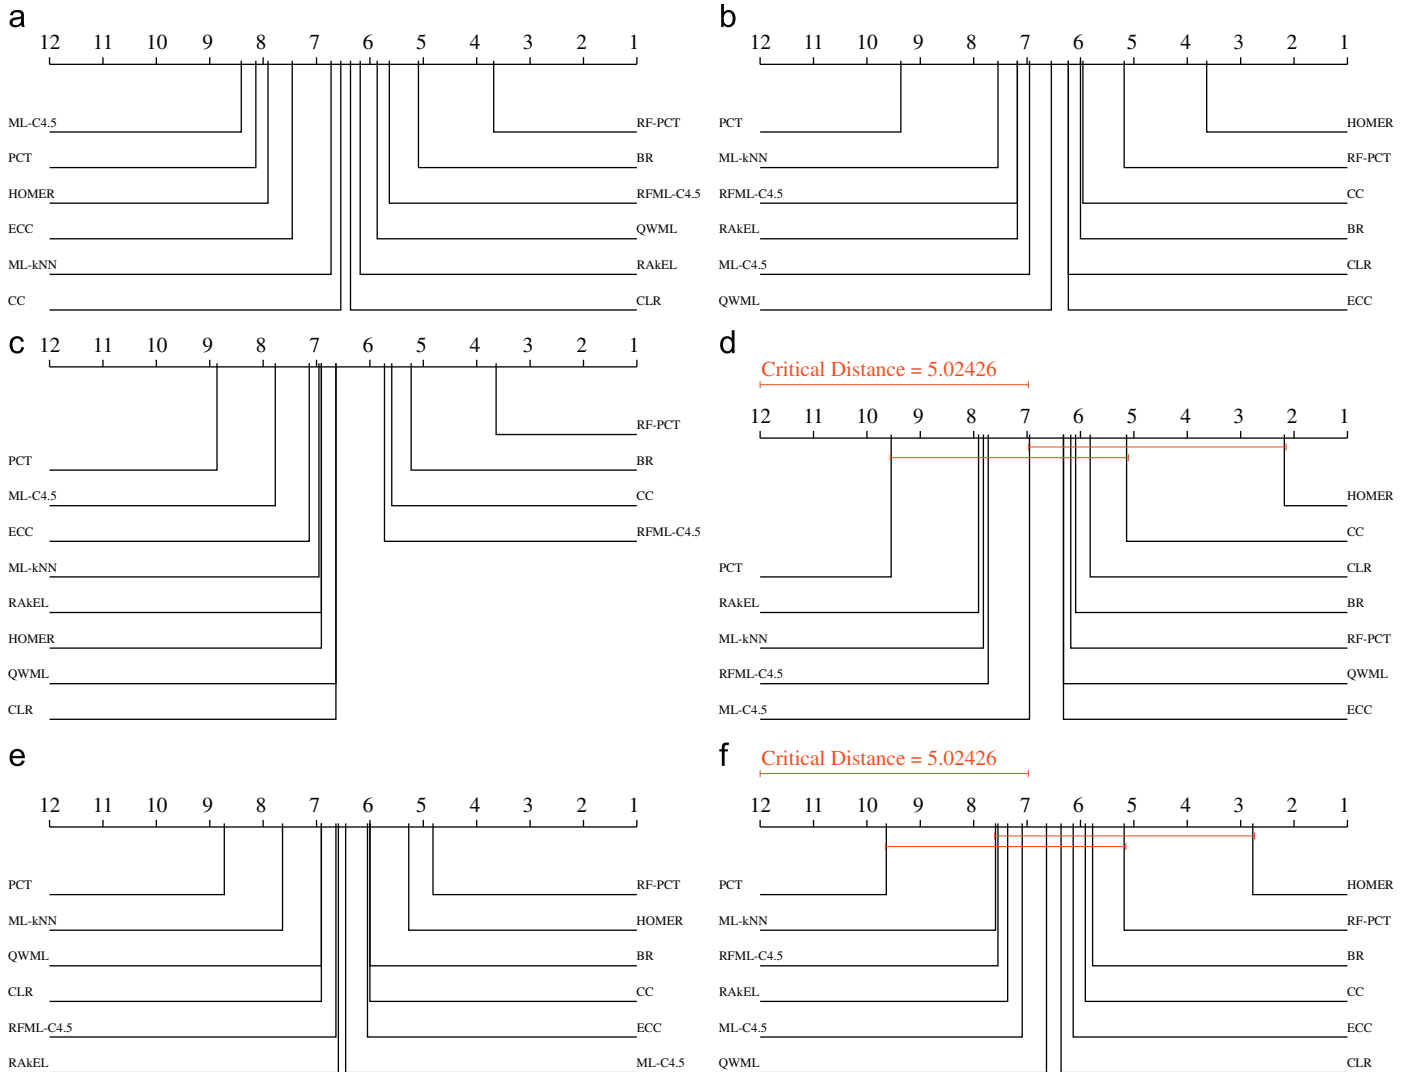 a
12 11 10 9 8 7 6 5 4 3 2 1
ML-C4.5
PCT
HOMER
ECC
ML-kNN
CC
RF-PCT
BR
RFML-C4.5
QWML
RAkEL
CLR
b
12 11 10 9 8 7 6 5 4 3 2 1
PCT
ML-kNN
RFML-C4.5
RAkEL
ML-C4.5
QWML
HOMER
RF-PCT
CC
BR
CLR
ECC
c
12 11 10 9 8 7 6 5 4 3 2 1
PCT
ML-C4.5
ECC
ML-kNN
RAkEL
HOMER
QWML
CLR
RF-PCT
BR
CC
RFML-C4.5
d
Critical Distance = 5.02426
12 11 10 9 8 7 6 5 4 3 2 1
PCT
RAkEL
ML-kNN
RFML-C4.5
ML-C4.5
HOMER
CC
CLR
BR
RF-PCT
QWML
ECC
e
12 11 10 9 8 7 6 5 4 3 2 1
PCT
ML-kNN
QWML
CLR
RFML-C4.5
RAkEL
RF-PCT
HOMER
BR
CC
ECC
ML-C4.5
f
Critical Distance = 5.02426
12 11 10 9 8 7 6 5 4 3 2 1
PCT
ML-kNN
RFML-C4.5
RAkEL
ML-C4.5
QWML
HOMER
RF-PCT
BR
CC
ECC
CLR